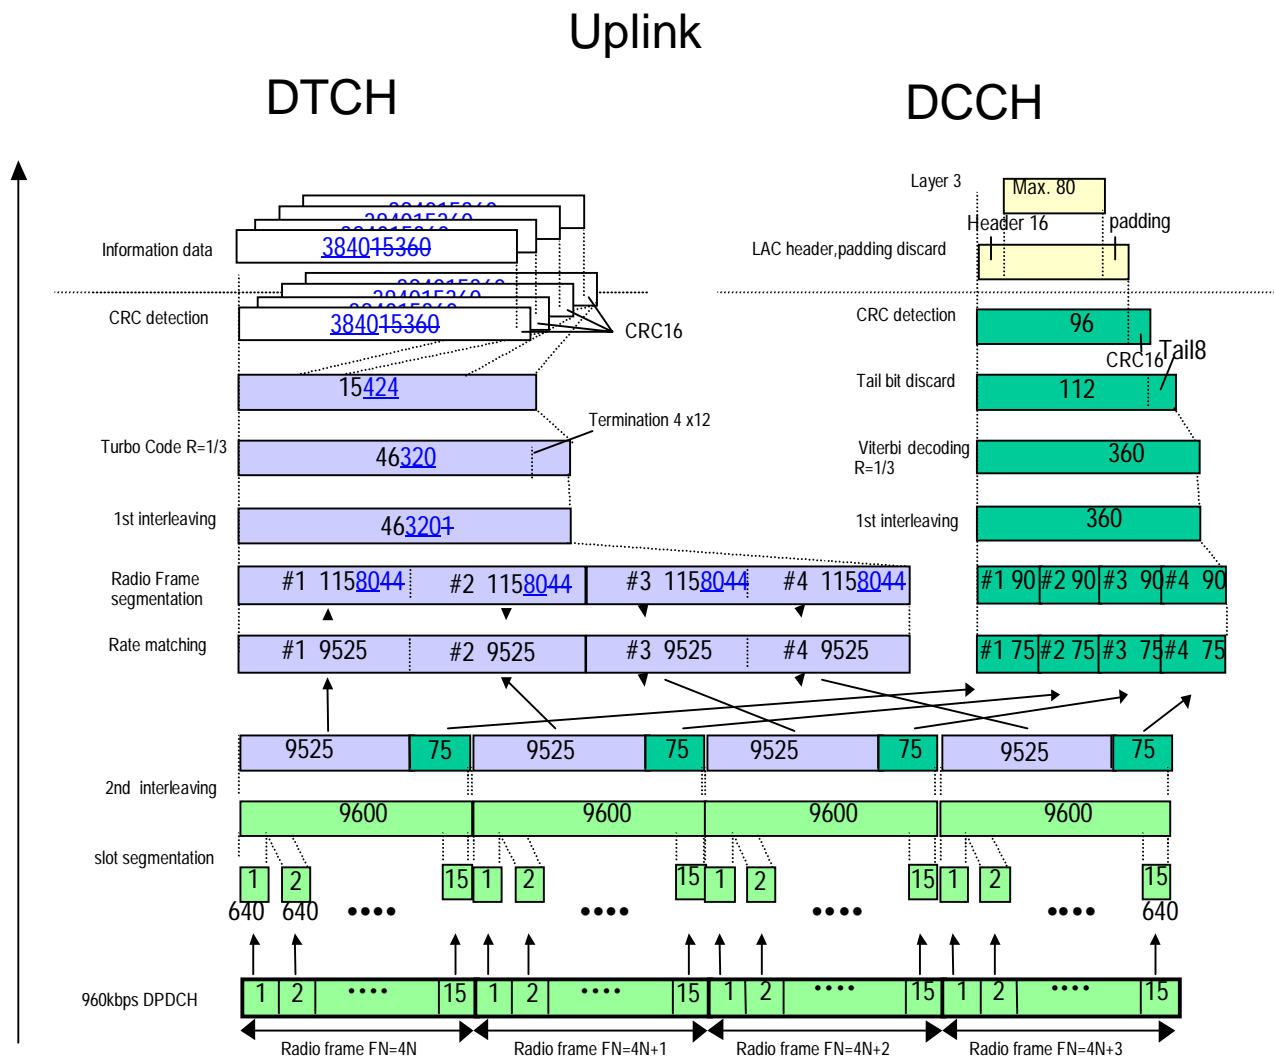 Uplink
DTCH
DCCH
Layer 3
Max. 80
Header 16
padding
384015360
384015360
384015360
Information data
384015360
LAC header,padding discard
384015360
384015360
384015360
CRC detection
384015360
CRC16
CRC detection
96
CRC16
Tail8
15424
Tail bit discard
112
Termination 4 x12
Turbo Code R=1/3
46320
Viterbi decoding
R=1/3
360
1st interleaving
463201
1st interleaving
360
Radio Frame
segmentation
#1 1158044
#2 1158044
#3 1158044
#4 1158044
#1 90
#2 90
#3 90
#4 90
Rate matching
#1 9525
#2 9525
#3 9525
#4 9525
#1 75
#2 75
#3 75
#4 75
9525
75
9525
75
9525
75
9525
75
2nd interleaving
9600
9600
9600
9600
slot segmentation
1
2
15
1
2
15
1
2
15
1
2
15
640
640
••••
••••
••••
••••
640
960kbps DPDCH
1
2
••••
15
1
2
••••
15
1
2
••••
15
1
2
••••
15
Radio frame FN=4N
Radio frame FN=4N+1
Radio frame FN=4N+2
Radio frame FN=4N+3